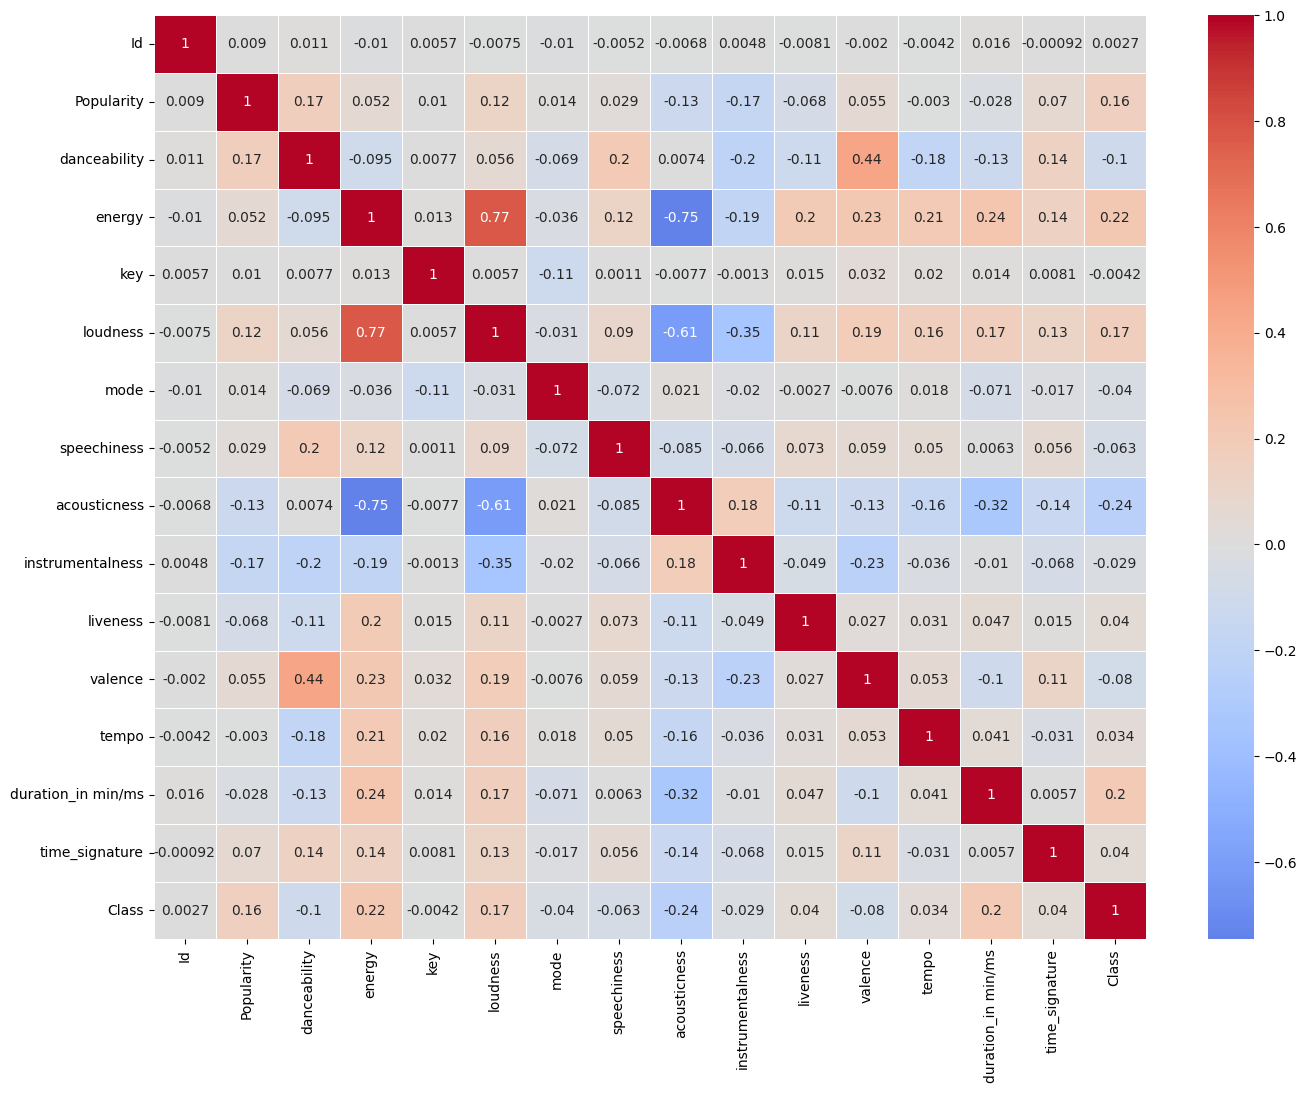 Id 1 0.009 0.011 -0.01 0.0057 -0.0075 -0.01 -0.0052 -0.0068 0.0048 -0.0081 -0.002 -0.0042 0.016 -0.00092 0.0027
Popularity 0.009 1 0.17 0.052 0.01 0.12 0.014 0.029 -0.13 -0.17 -0.068 0.055 -0.003 -0.028 0.07 0.16
danceability 0.011 0.17 1 -0.095 0.0077 0.056 -0.069 0.2 0.0074 -0.2 -0.11 0.44 -0.18 -0.13 0.14 -0.1
energy -0.01 0.052 -0.095 1 0.013 0.77 -0.036 0.12 -0.75 -0.19 0.2 0.23 0.21 0.24 0.14 0.22
key 0.0057 0.01 0.0077 0.013 1 0.0057 -0.11 0.0011 -0.0077 -0.0013 0.015 0.032 0.02 0.014 0.0081 -0.0042
loudness -0.0075 0.12 0.056 0.77 0.0057 1 -0.031 0.09 -0.61 -0.35 0.11 0.19 0.16 0.17 0.13 0.17
mode -0.01 0.014 -0.069 -0.036 -0.11 -0.031 1 -0.072 0.021 -0.02 -0.0027 -0.0076 0.018 -0.071 -0.017 -0.04
speechiness -0.0052 0.029 0.2 0.12 0.0011 0.09 -0.072 1 -0.085 -0.066 0.073 0.059 0.05 0.0063 0.056 -0.063
acousticness -0.0068 -0.13 0.0074 -0.75 -0.0077 -0.61 0.021 -0.085 1 0.18 -0.11 -0.13 -0.16 -0.32 -0.14 -0.24
instrumentalness 0.0048 -0.17 -0.2 -0.19 -0.0013 -0.35 -0.02 -0.066 0.18 1 -0.049 -0.23 -0.036 -0.01 -0.068 -0.029
liveness -0.0081 -0.068 -0.11 0.2 0.015 0.11 -0.0027 0.073 -0.11 -0.049 1 0.027 0.031 0.047 0.015 0.04
valence -0.002 0.055 0.44 0.23 0.032 0.19 -0.0076 0.059 -0.13 -0.23 0.027 1 0.053 -0.1 0.11 -0.08
tempo -0.0042 -0.003 -0.18 0.21 0.02 0.16 0.018 0.05 -0.16 -0.036 0.031 0.053 1 0.041 -0.031 0.034
duration_in min/ms 0.016 -0.028 -0.13 0.24 0.014 0.17 -0.071 0.0063 -0.32 -0.01 0.047 -0.1 0.041 1 0.0057 0.2
time_signature -0.00092 0.07 0.14 0.14 0.0081 0.13 -0.017 0.056 -0.14 -0.068 0.015 0.11 -0.031 0.0057 1 0.04
Class 0.0027 0.16 -0.1 0.22 -0.0042 0.17 -0.04 -0.063 -0.24 -0.029 0.04 -0.08 0.034 0.2 0.04 1
Id Popularity danceability energy key loudness mode speechiness acousticness instrumentalness liveness valence tempo duration_in min/ms time_signature Class
1.0
0.8
0.6
0.4
0.2
0.0
−0.2
−0.4
−0.6